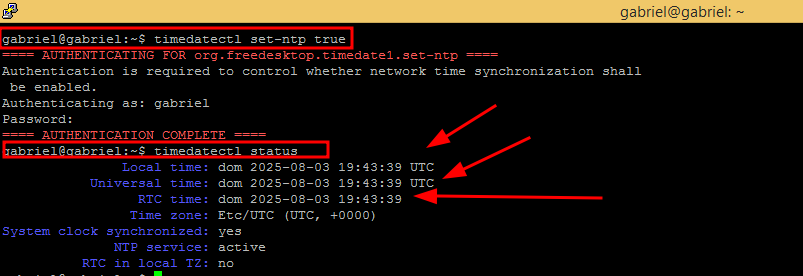 gabriel@gabriel: ~
gabriel@gabriel:~$ timedatectl set-ntp true
==== AUTHENTICATING FOR org.freedesktop.timedate1.set-ntp ====
Authentication is required to control whether network time synchronization shall
 be enabled.
Authenticating as: gabriel
Password:
==== AUTHENTICATION COMPLETE ====
gabriel@gabriel:~$ timedatectl status
Local time: dom 2025-08-03 19:43:39 UTC
Universal time: dom 2025-08-03 19:43:39 UTC
RTC time: dom 2025-08-03 19:43:39
Time zone: Etc/UTC (UTC, +0000)
System clock synchronized: yes
NTP service: active
RTC in local TZ: no